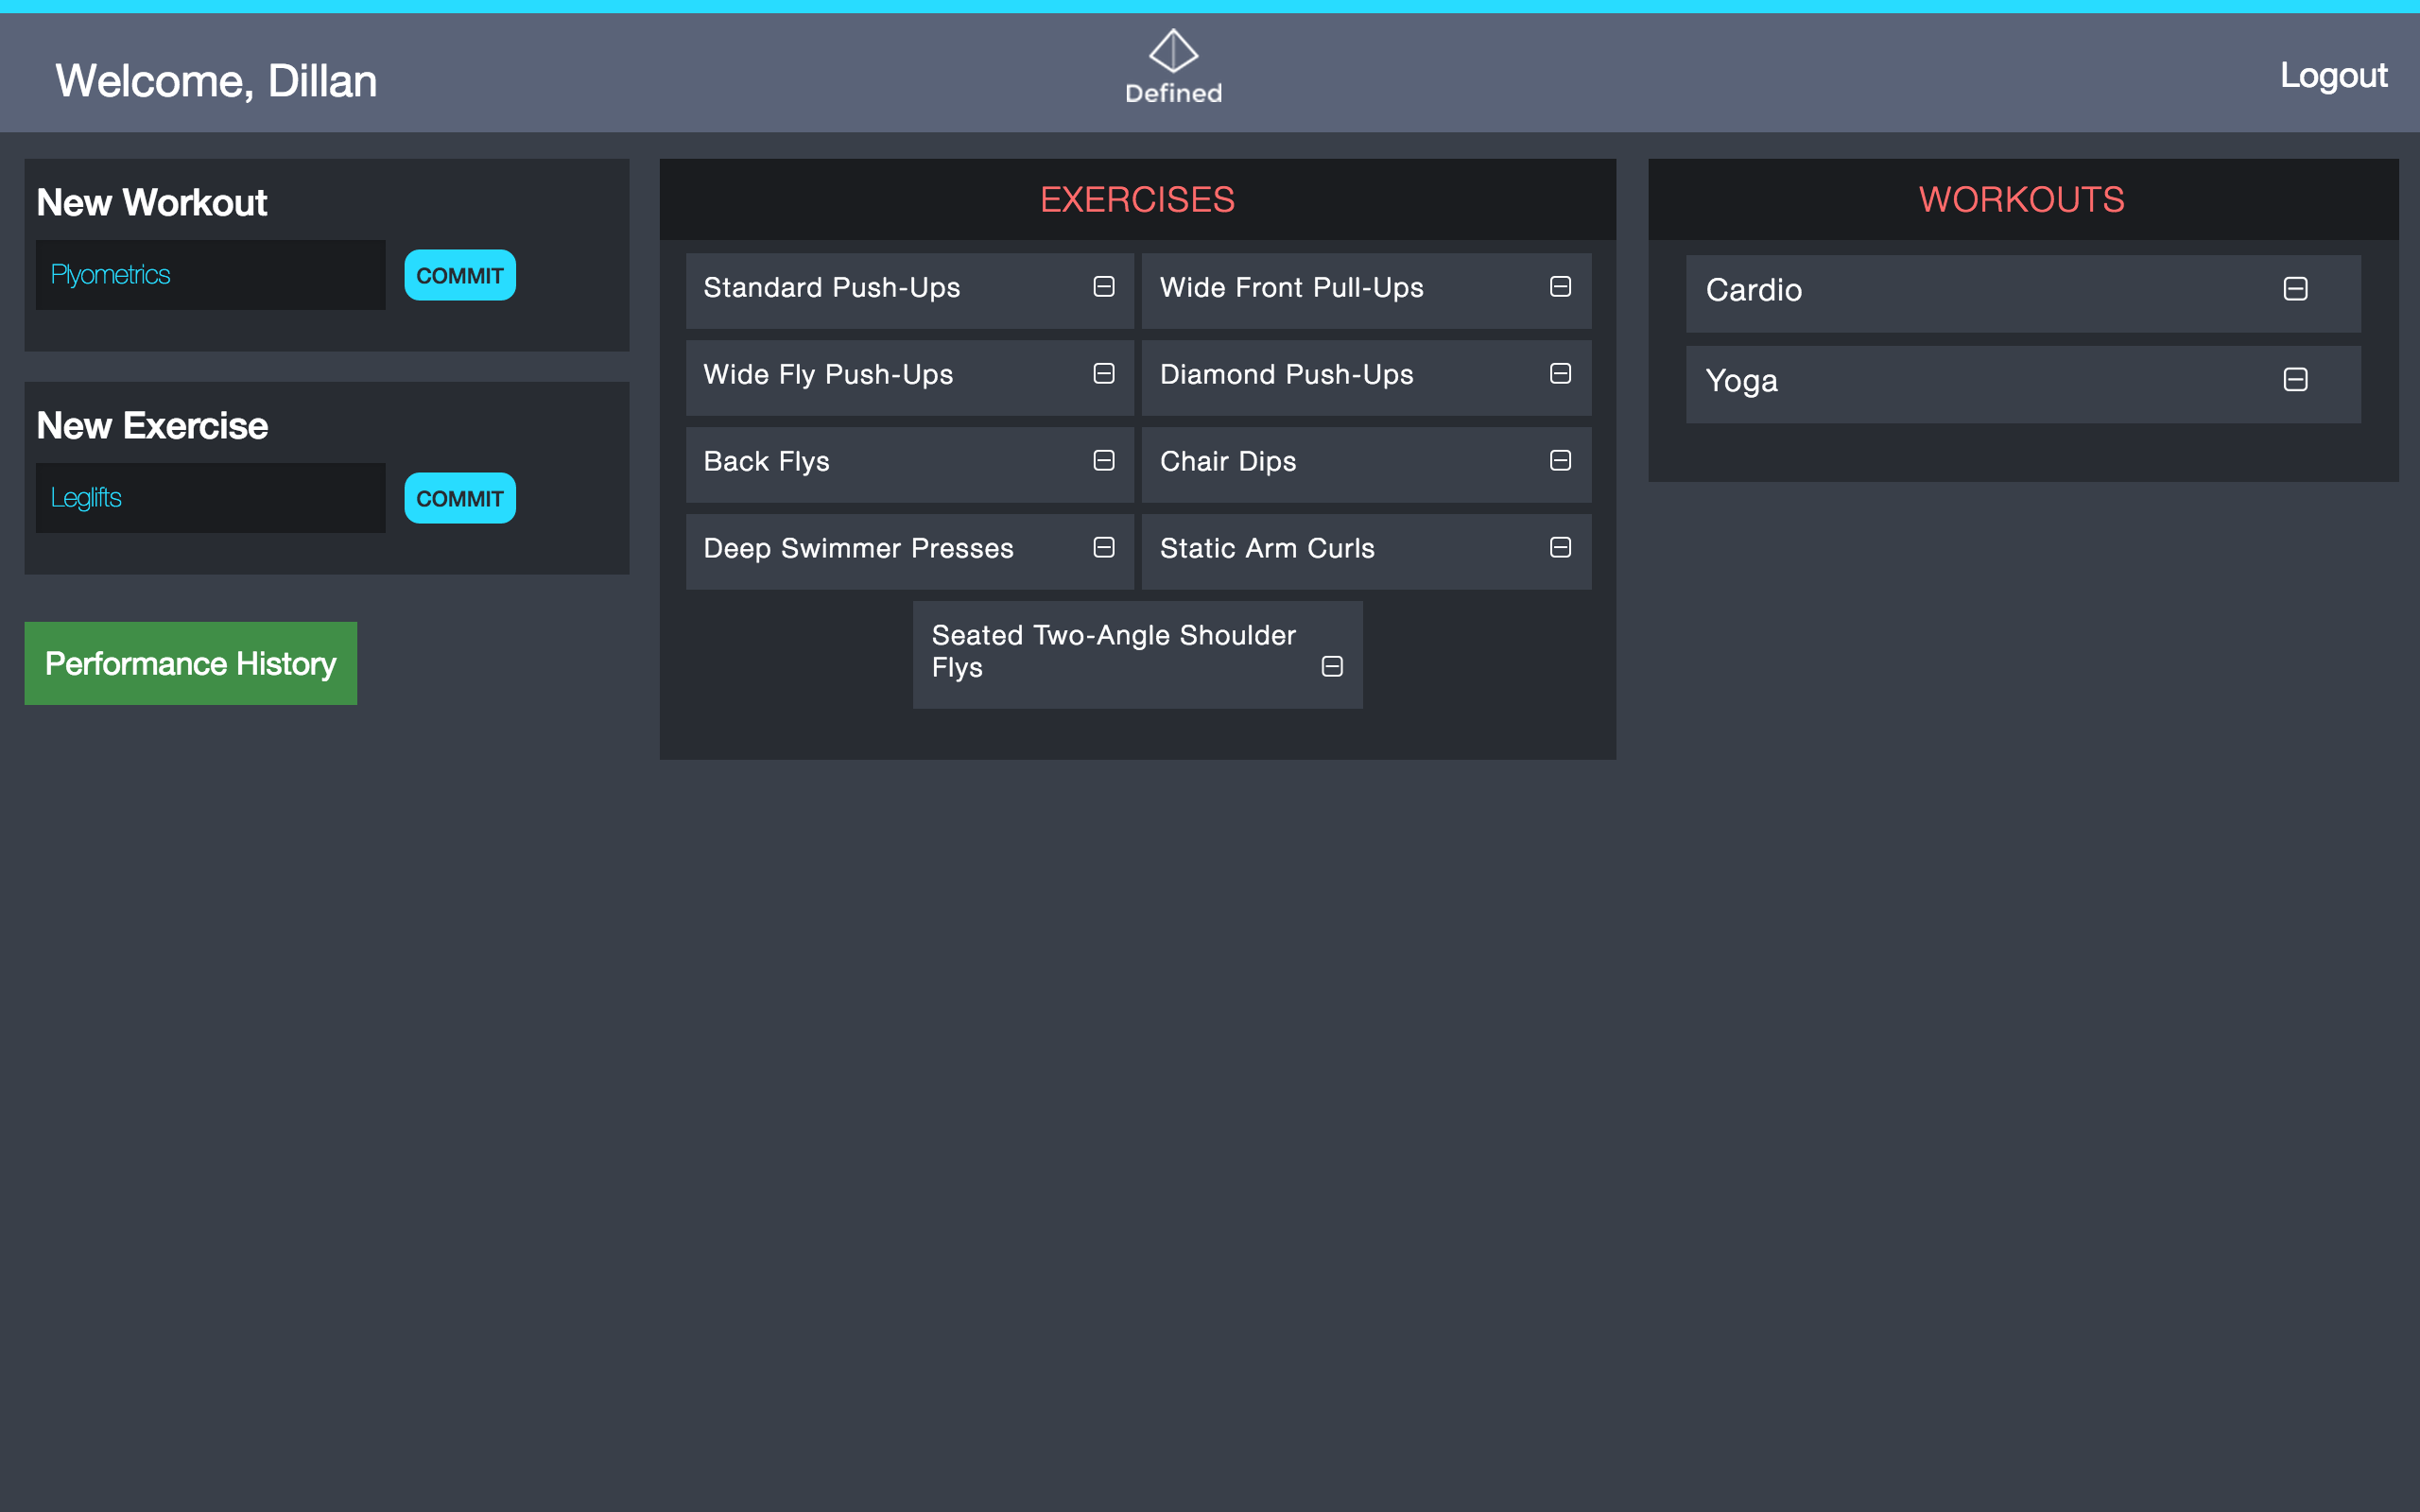 Welcome, Dillan
Defined
Logout
New Workout
Plyometrics
COMMIT
New Exercise
Leglifts
COMMIT
Performance History
EXERCISES
Standard Push-Ups
Wide Front Pull-Ups
Wide Fly Push-Ups
Diamond Push-Ups
Back Flys
Chair Dips
Deep Swimmer Presses
Static Arm Curls
Seated Two-Angle Shoulder
Flys
WORKOUTS
Cardio
Yoga